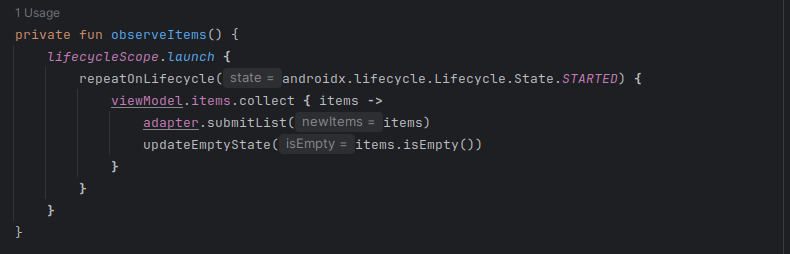 1 Usage
private fun observeItems() {
lifecycleScope.launch {
repeatOnLifecycle( state = androidx.lifecycle.Lifecycle.State.STARTED) {
viewModel.items.collect { items ->
adapter.submitList( newItems = items)
updateEmptyState( isEmpty = items.isEmpty())
}
}
}
}